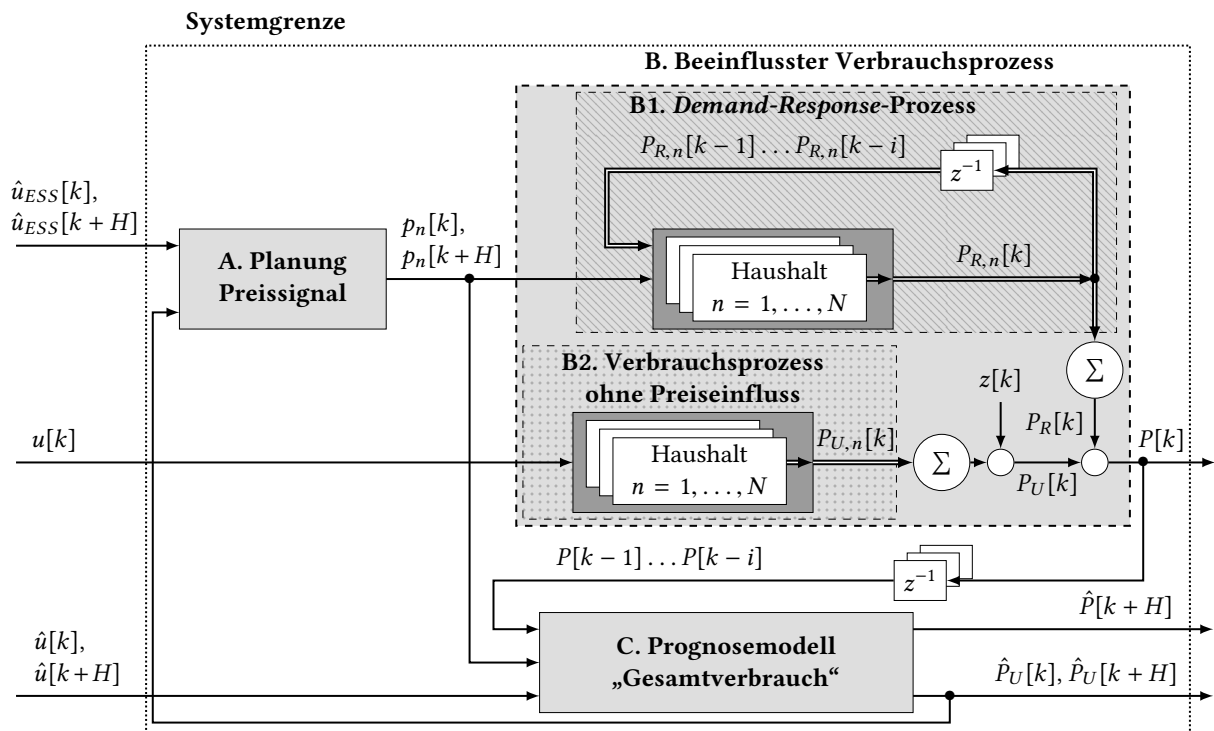 Systemgrenze
B. Beeinflusster Verbrauchsprozess
B1. Demand-Response-Prozess
P_{R,n}[k − 1] … P_{R,n}[k − i]
z^{−1}
û_{ESS}[k],
û_{ESS}[k + H]
A. Planung
Preissignal
p_n[k],
p_n[k + H]
Haushalt
n = 1, . . . , N
P_{R,n}[k]
B2. Verbrauchsprozess
ohne Preiseinfluss
z[k]
Σ
P_R[k]
u[k]
Haushalt
n = 1, . . . , N
P_{U,n}[k]
Σ
P_U[k]
P[k]
P[k − 1] … P[k − i]
z^{−1}
P̂[k + H]
C. Prognosemodell
„Gesamtverbrauch“
û[k],
û[k + H]
P̂_U[k], P̂_U[k + H]